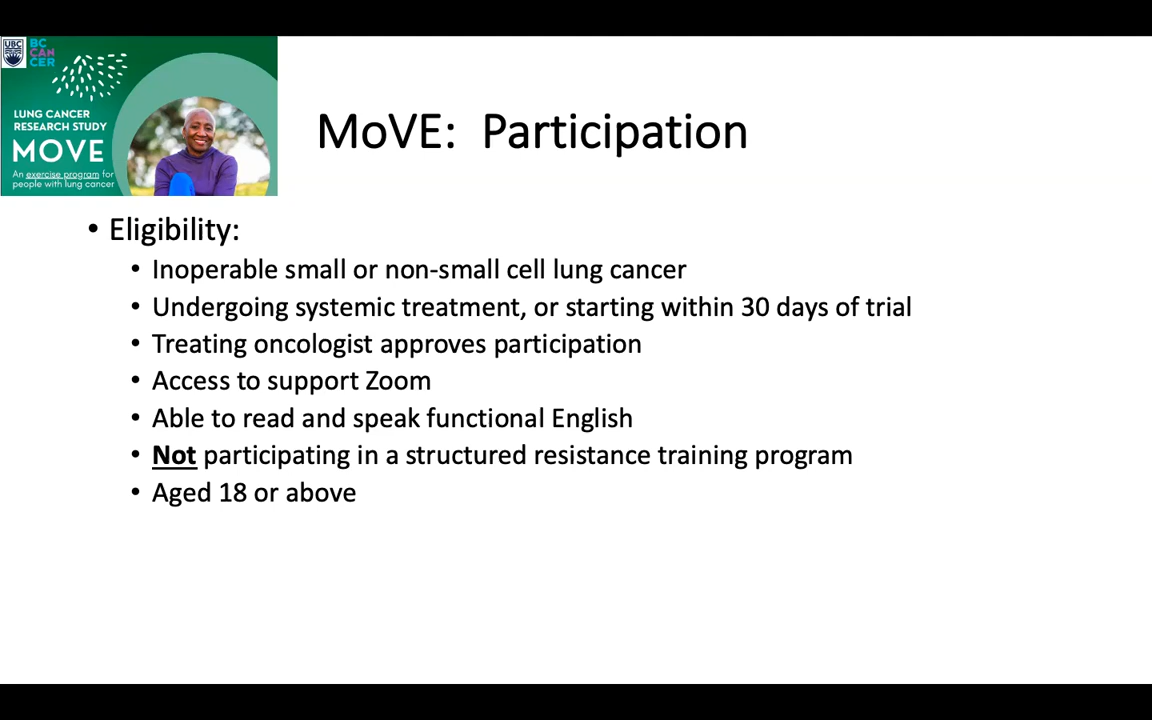 UBC
BC
CAN
CER
LUNG CANCER
RESEARCH STUDY
MOVE
An exercise program for
people with lung cancer
MoVE:  Participation
• Eligibility:
• Inoperable small or non-small cell lung cancer
• Undergoing systemic treatment, or starting within 30 days of trial
• Treating oncologist approves participation
• Access to support Zoom
• Able to read and speak functional English
• Not participating in a structured resistance training program
• Aged 18 or above